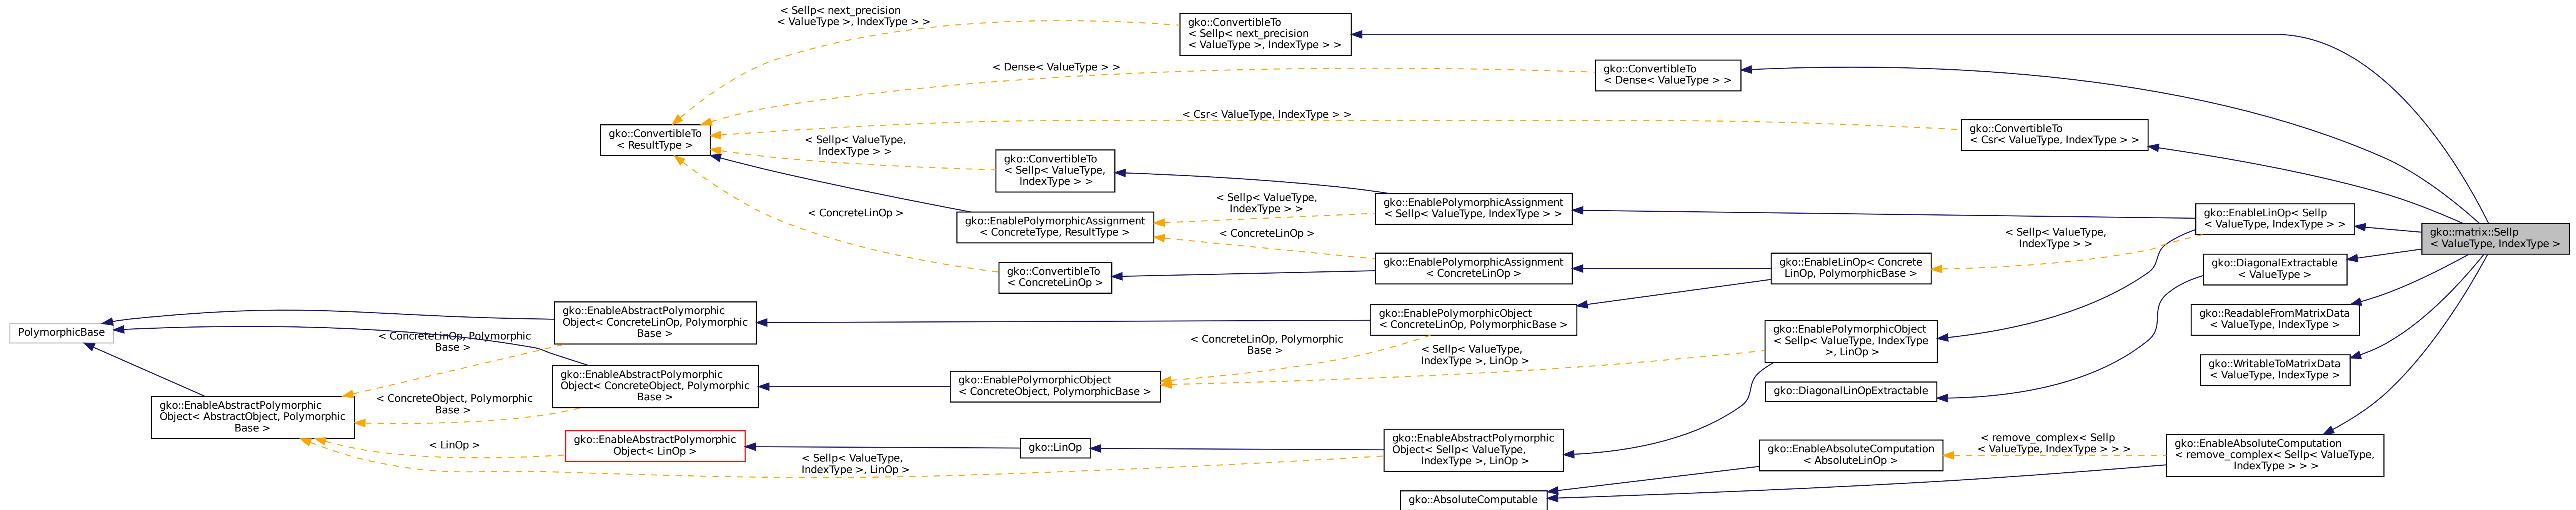 < Sellp< next_precision
< ValueType >, IndexType > >
gko::ConvertibleTo
< Sellp< next_precision
< ValueType >, IndexType > >
< Dense< ValueType > >
gko::ConvertibleTo
< Dense< ValueType > >
< Csr< ValueType, IndexType > >
gko::ConvertibleTo
< Csr< ValueType, IndexType > >
gko::ConvertibleTo
< ResultType >
< Sellp< ValueType,
IndexType > >
gko::ConvertibleTo
< Sellp< ValueType,
IndexType > >
< Sellp< ValueType,
IndexType > >
gko::EnablePolymorphicAssignment
< Sellp< ValueType, IndexType > >
gko::EnableLinOp< Sellp
< ValueType, IndexType > >
< ConcreteLinOp >
gko::EnablePolymorphicAssignment
< ConcreteType, ResultType >
< ConcreteLinOp >
< Sellp< ValueType,
IndexType > >
gko::matrix::Sellp
< ValueType, IndexType >
gko::ConvertibleTo
< ConcreteLinOp >
gko::EnablePolymorphicAssignment
< ConcreteLinOp >
gko::EnableLinOp< Concrete
LinOp, PolymorphicBase >
gko::DiagonalExtractable
< ValueType >
PolymorphicBase
gko::EnableAbstractPolymorphic
Object< ConcreteLinOp, Polymorphic
Base >
gko::EnablePolymorphicObject
< ConcreteLinOp, PolymorphicBase >
gko::ReadableFromMatrixData
< ValueType, IndexType >
< ConcreteLinOp, Polymorphic
Base >
< ConcreteLinOp, Polymorphic
Base >
< Sellp< ValueType,
IndexType >, LinOp >
gko::EnablePolymorphicObject
< Sellp< ValueType, IndexType
>, LinOp >
gko::WritableToMatrixData
< ValueType, IndexType >
gko::EnableAbstractPolymorphic
Object< ConcreteObject, Polymorphic
Base >
gko::EnablePolymorphicObject
< ConcreteObject, PolymorphicBase >
gko::DiagonalLinOpExtractable
gko::EnableAbstractPolymorphic
Object< AbstractObject, Polymorphic
Base >
< ConcreteObject, Polymorphic
Base >
< LinOp >
gko::EnableAbstractPolymorphic
Object< LinOp >
gko::LinOp
gko::EnableAbstractPolymorphic
Object< Sellp< ValueType,
IndexType >, LinOp >
< Sellp< ValueType,
IndexType >, LinOp >
gko::EnableAbsoluteComputation
< AbsoluteLinOp >
< remove_complex< Sellp
< ValueType, IndexType > > >
gko::EnableAbsoluteComputation
< remove_complex< Sellp< ValueType,
IndexType > > >
gko::AbsoluteComputable